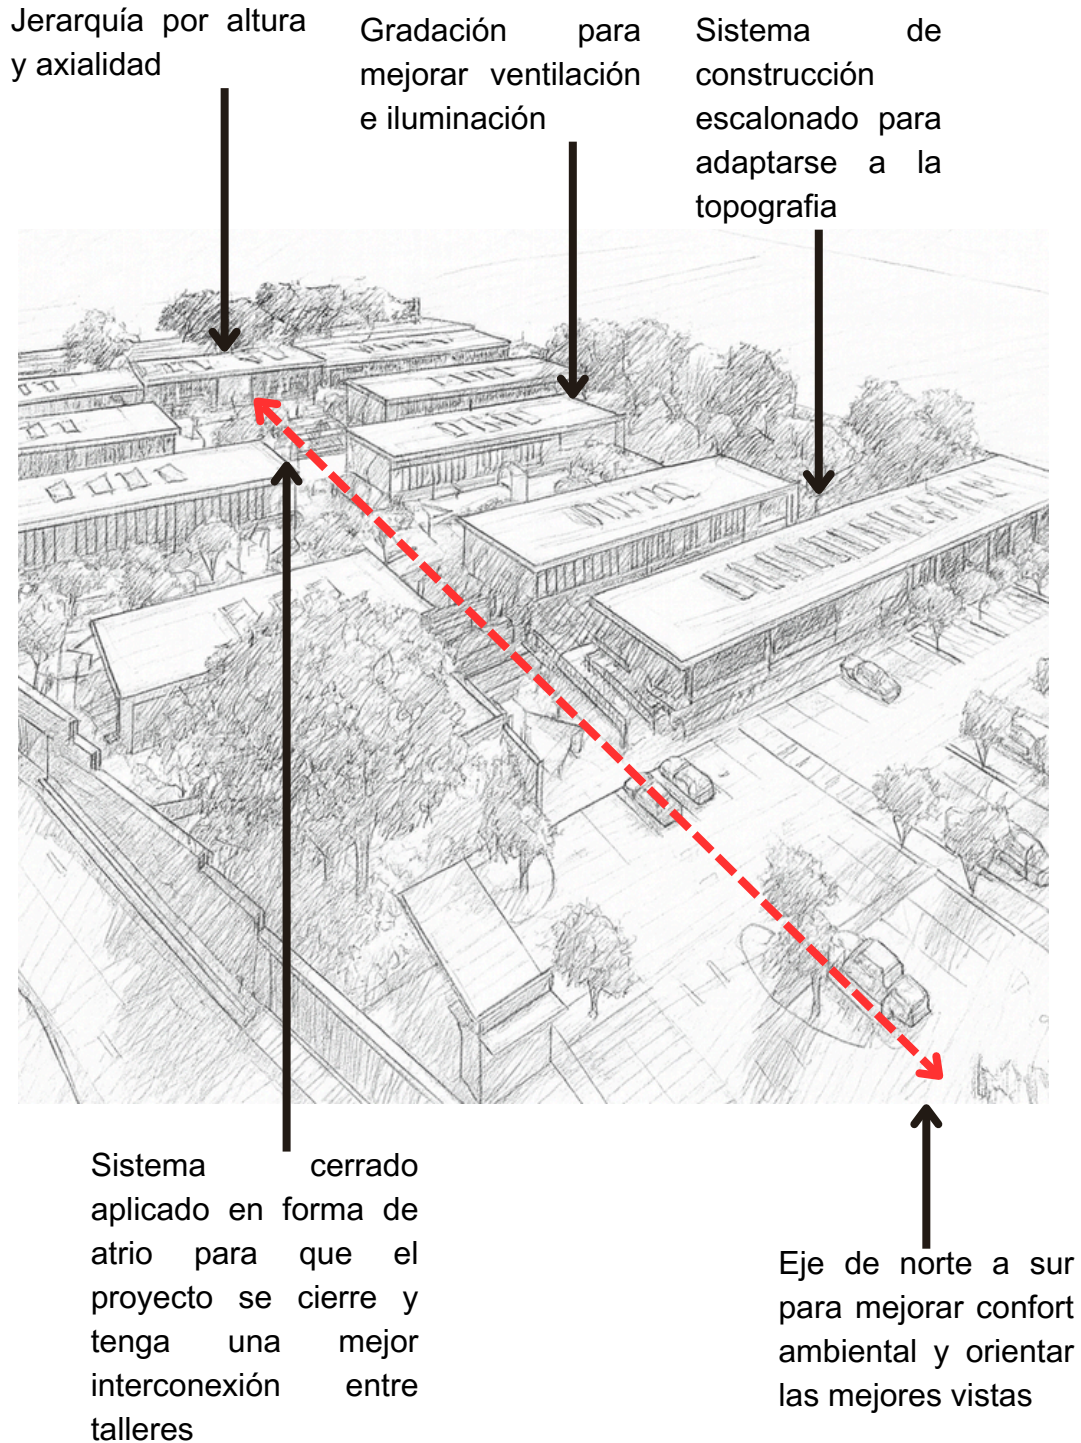 Jerarquía por altura
y axialidad
Gradación para
mejorar ventilación
e iluminación
Sistema de
construcción
escalonado para
adaptarse a la
topografia
Sistema cerrado
aplicado en forma de
atrio para que el
proyecto se cierre y
tenga una mejor
interconexión entre
talleres
Eje de norte a sur
para mejorar confort
ambiental y orientar
las mejores vistas